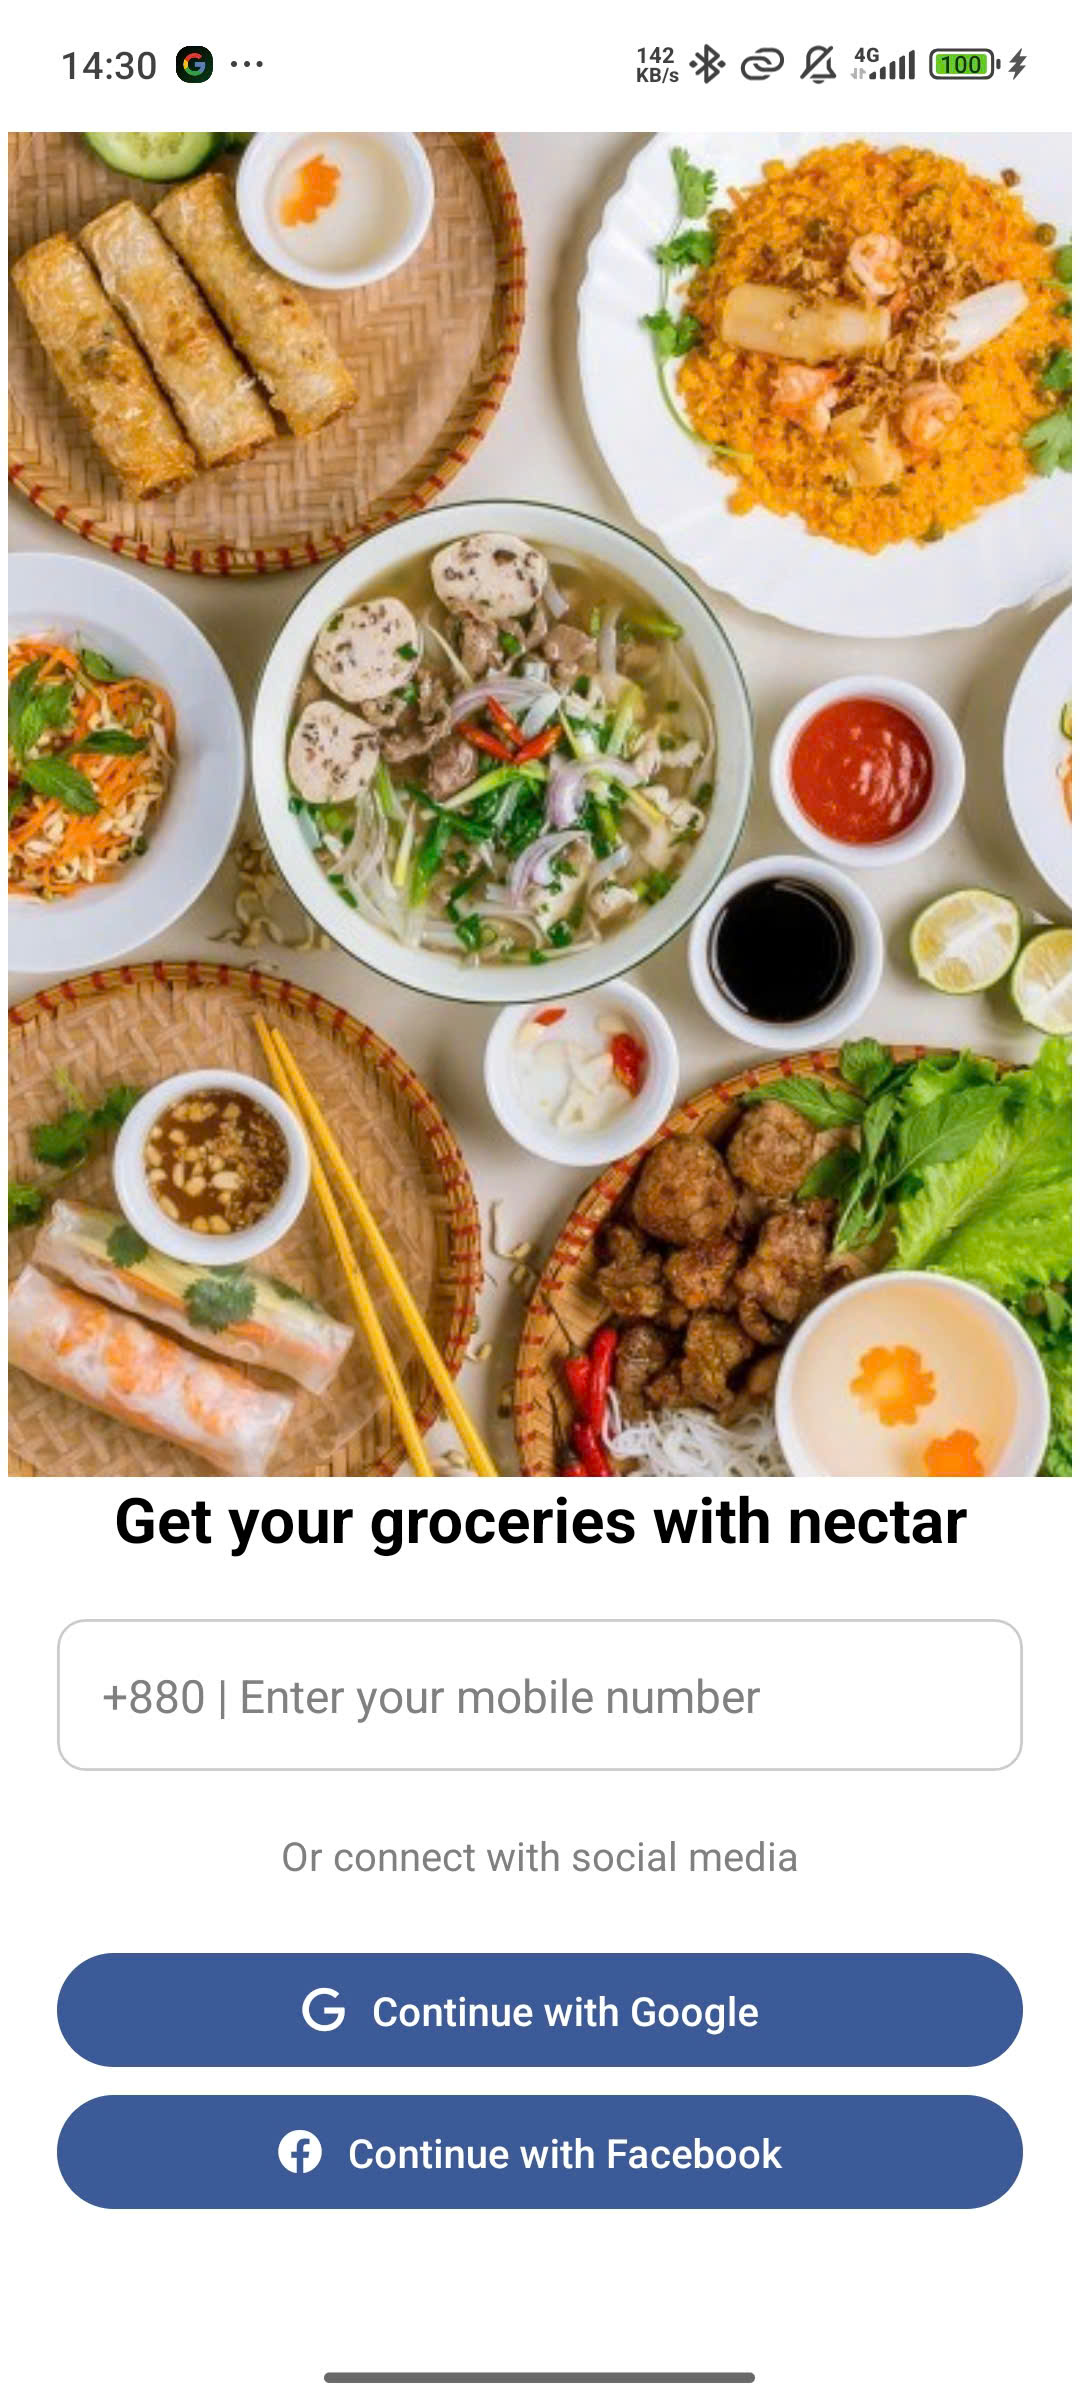 14:30
142
KB/s
4G
100
Get your groceries with nectar
+880 | Enter your mobile number
Or connect with social media
Continue with Google
Continue with Facebook